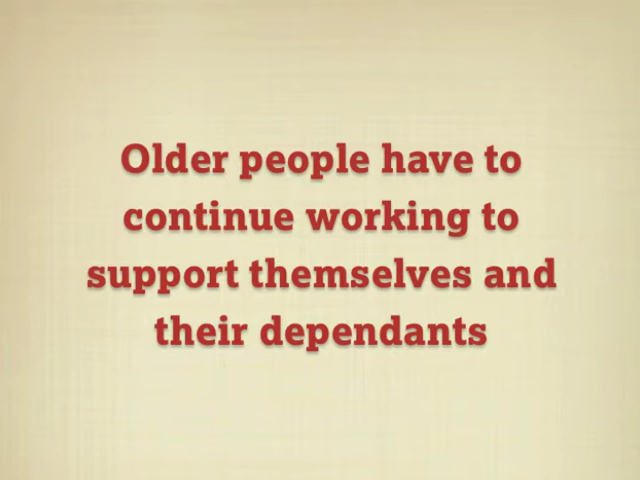 Older people have to
continue working to
support themselves and
their dependants